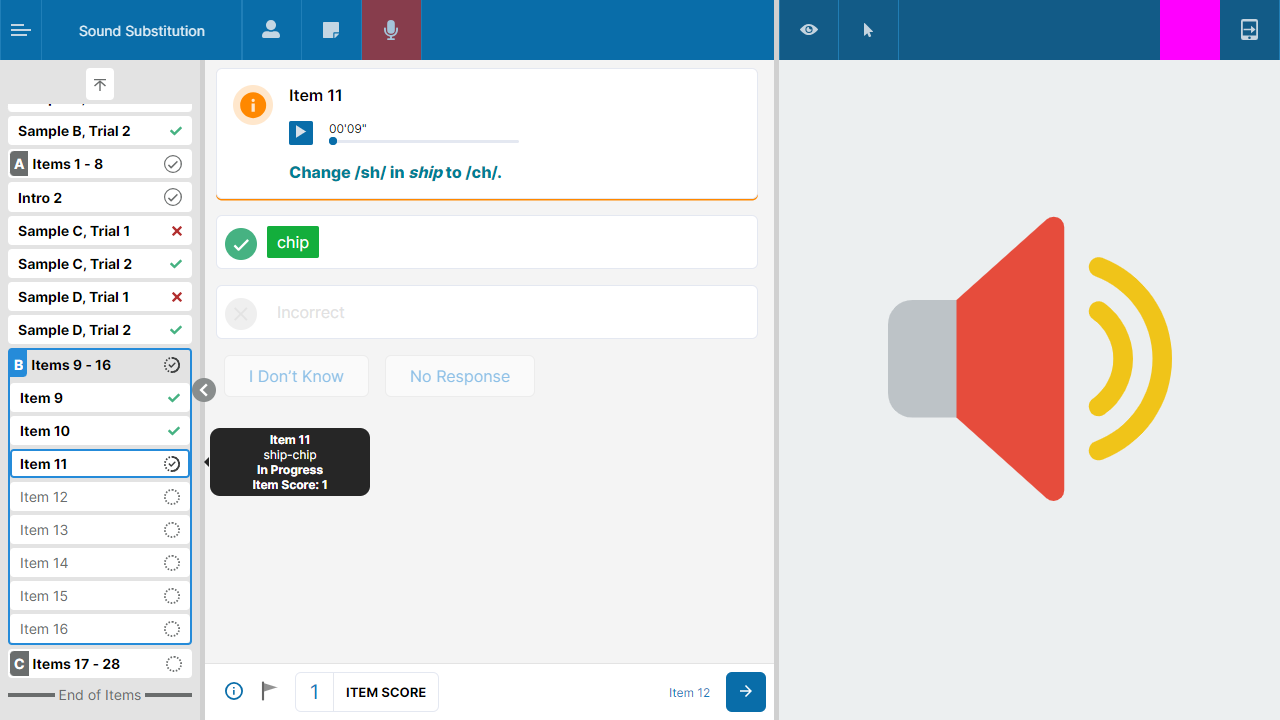 Sound Substitution
Sample B, Trial 2
A Items 1 - 8
Intro 2
Sample C, Trial 1
Sample C, Trial 2
Sample D, Trial 1
Sample D, Trial 2
B Items 9 - 16
Item 9
Item 10
Item 11
Item 12
Item 13
Item 14
Item 15
Item 16
C Items 17 - 28
End of Items
Item 11
00'09"
Change /sh/ in ship to /ch/.
chip
Incorrect
I Don't Know
No Response
Item 11
ship-chip
In Progress
Item Score: 1
1 ITEM SCORE
Item 12